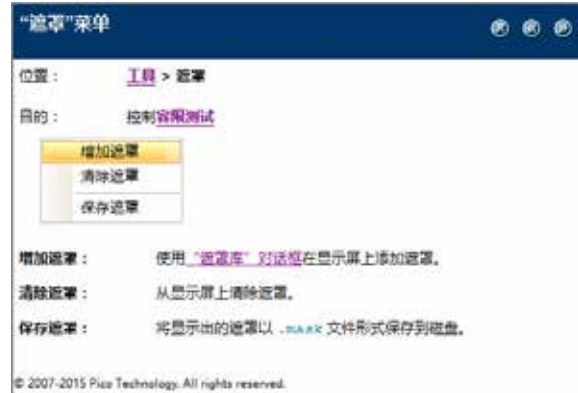 “遮罩”菜单
位置： 工具 > 遮罩
目的： 控制容限测试
增加遮罩
清除遮罩
保存遮罩
增加遮罩： 使用“遮罩库”对话框在显示屏上添加遮罩。
清除遮罩： 从显示屏上清除遮罩。
保存遮罩： 将显示出的遮罩以 .mask 文件形式保存到磁盘。
© 2007-2015 Pico Technology. All rights reserved.